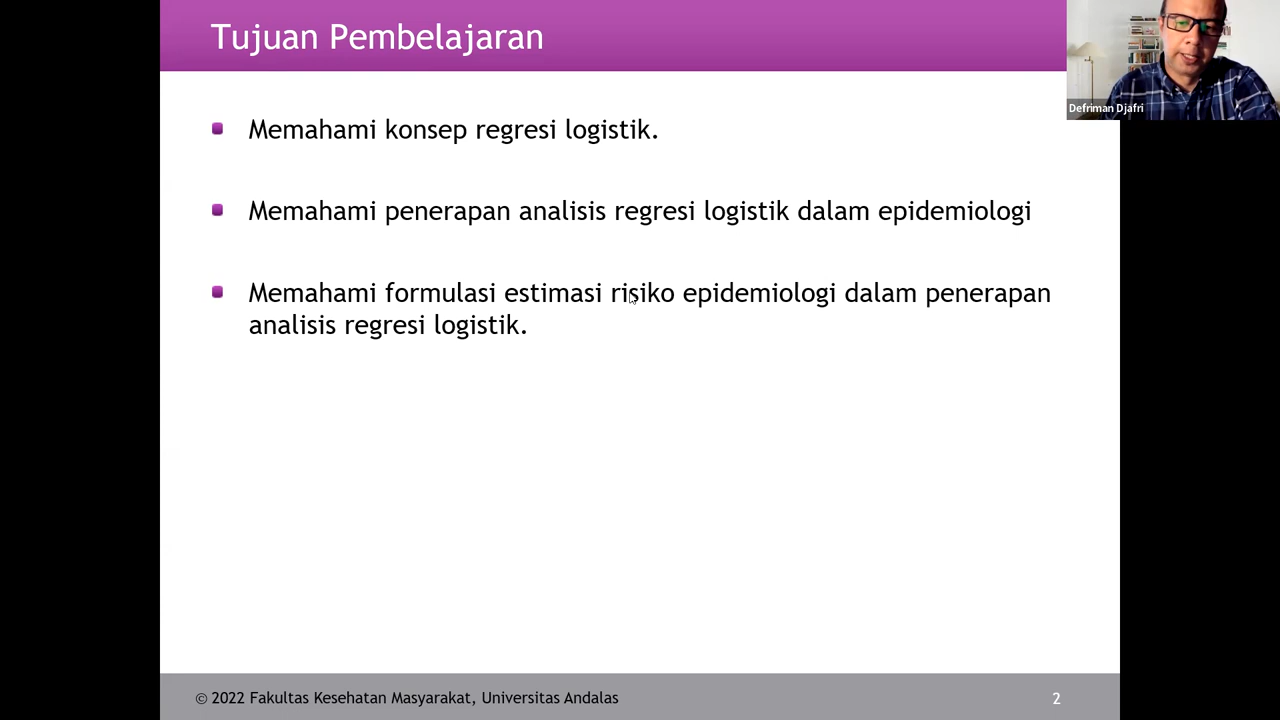 Tujuan Pembelajaran
Defriman Djafri
Memahami konsep regresi logistik.
Memahami penerapan analisis regresi logistik dalam epidemiologi
Memahami formulasi estimasi risiko epidemiologi dalam penerapan
analisis regresi logistik.
© 2022 Fakultas Kesehatan Masyarakat, Universitas Andalas
2